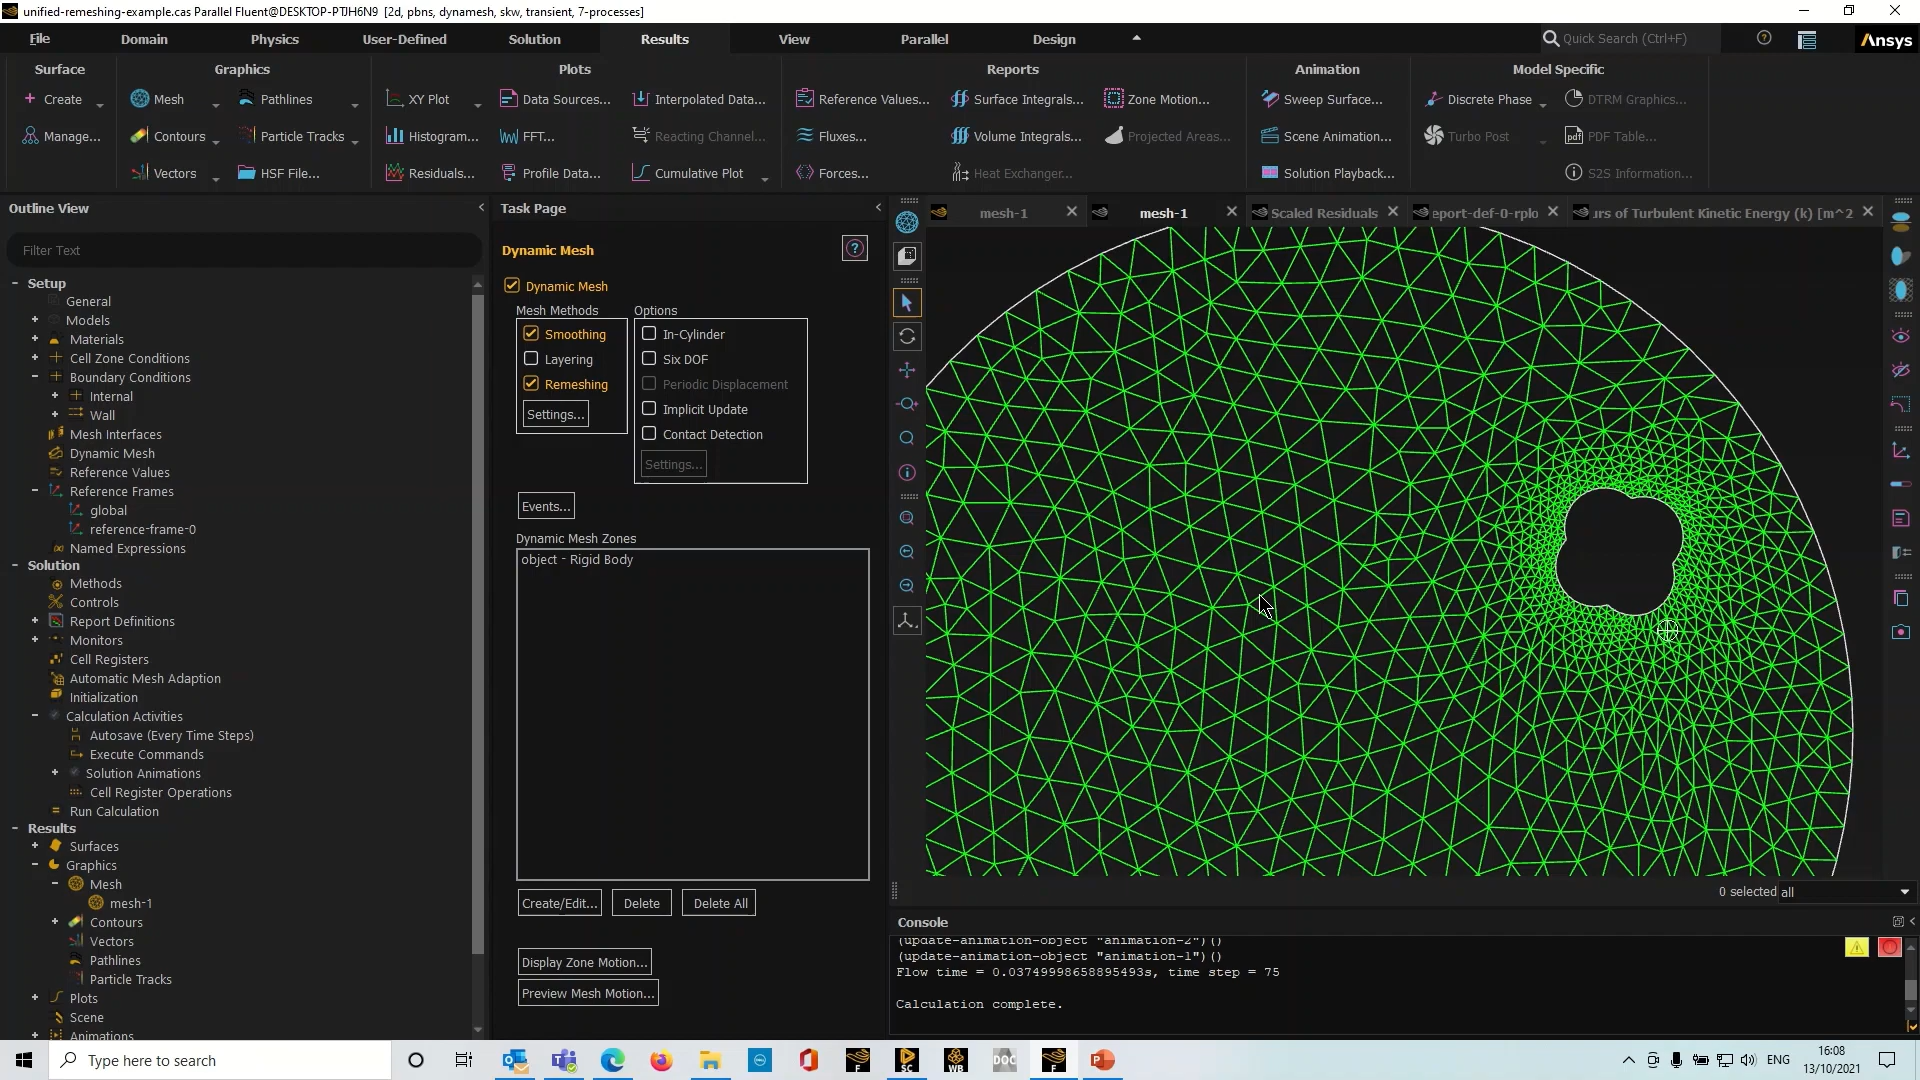 unified-remeshing-example.cas Parallel Fluent@DESKTOP-PTJH6N9 [2d, pbns, dynamesh, skw, transient, 7-processes]
File Domain Physics User-Defined Solution Results View Parallel Design Quick Search (Ctrl+F) Ansys
Surface Graphics Plots Reports Animation Model Specific
Create Mesh Pathlines XY Plot Data Sources... Interpolated Data... Reference Values... Surface Integrals... Zone Motion... Sweep Surface... Discrete Phase DTRM Graphics...
Manage... Contours Particle Tracks Histogram... FFT... Reacting Channel... Fluxes... Volume Integrals... Projected Areas... Scene Animation... Turbo Post PDF Table...
Vectors HSF File... Residuals... Profile Data... Cumulative Plot Forces... Heat Exchanger... Solution Playback... S2S Information...
Outline View
Filter Text
Setup
General
Models
Materials
Cell Zone Conditions
Boundary Conditions
Internal
Wall
Mesh Interfaces
Dynamic Mesh
Reference Values
Reference Frames
global
reference-frame-0
Named Expressions
Solution
Methods
Controls
Report Definitions
Monitors
Cell Registers
Automatic Mesh Adaption
Initialization
Calculation Activities
Autosave (Every Time Steps)
Execute Commands
Solution Animations
Cell Register Operations
Run Calculation
Results
Surfaces
Graphics
Mesh
mesh-1
Contours
Vectors
Pathlines
Particle Tracks
Plots
Scene
Animations
Task Page
Dynamic Mesh
Dynamic Mesh
Mesh Methods Options
Smoothing In-Cylinder
Layering Six DOF
Remeshing Periodic Displacement
Settings... Implicit Update
Contact Detection
Settings...
Events...
Dynamic Mesh Zones
object - Rigid Body
Create/Edit... Delete Delete All
Display Zone Motion...
Preview Mesh Motion...
mesh-1 mesh-1 Scaled Residuals eport-def-0-rplo urs of Turbulent Kinetic Energy (k) [m^2
0 selected all
Console
(update-animation-object "animation-2")()
(update-animation-object "animation-1")()
Flow time = 0.03749998658895493s, time step = 75
Calculation complete.
Type here to search
F SC WB DOC F
ENG 16:08
13/10/2021